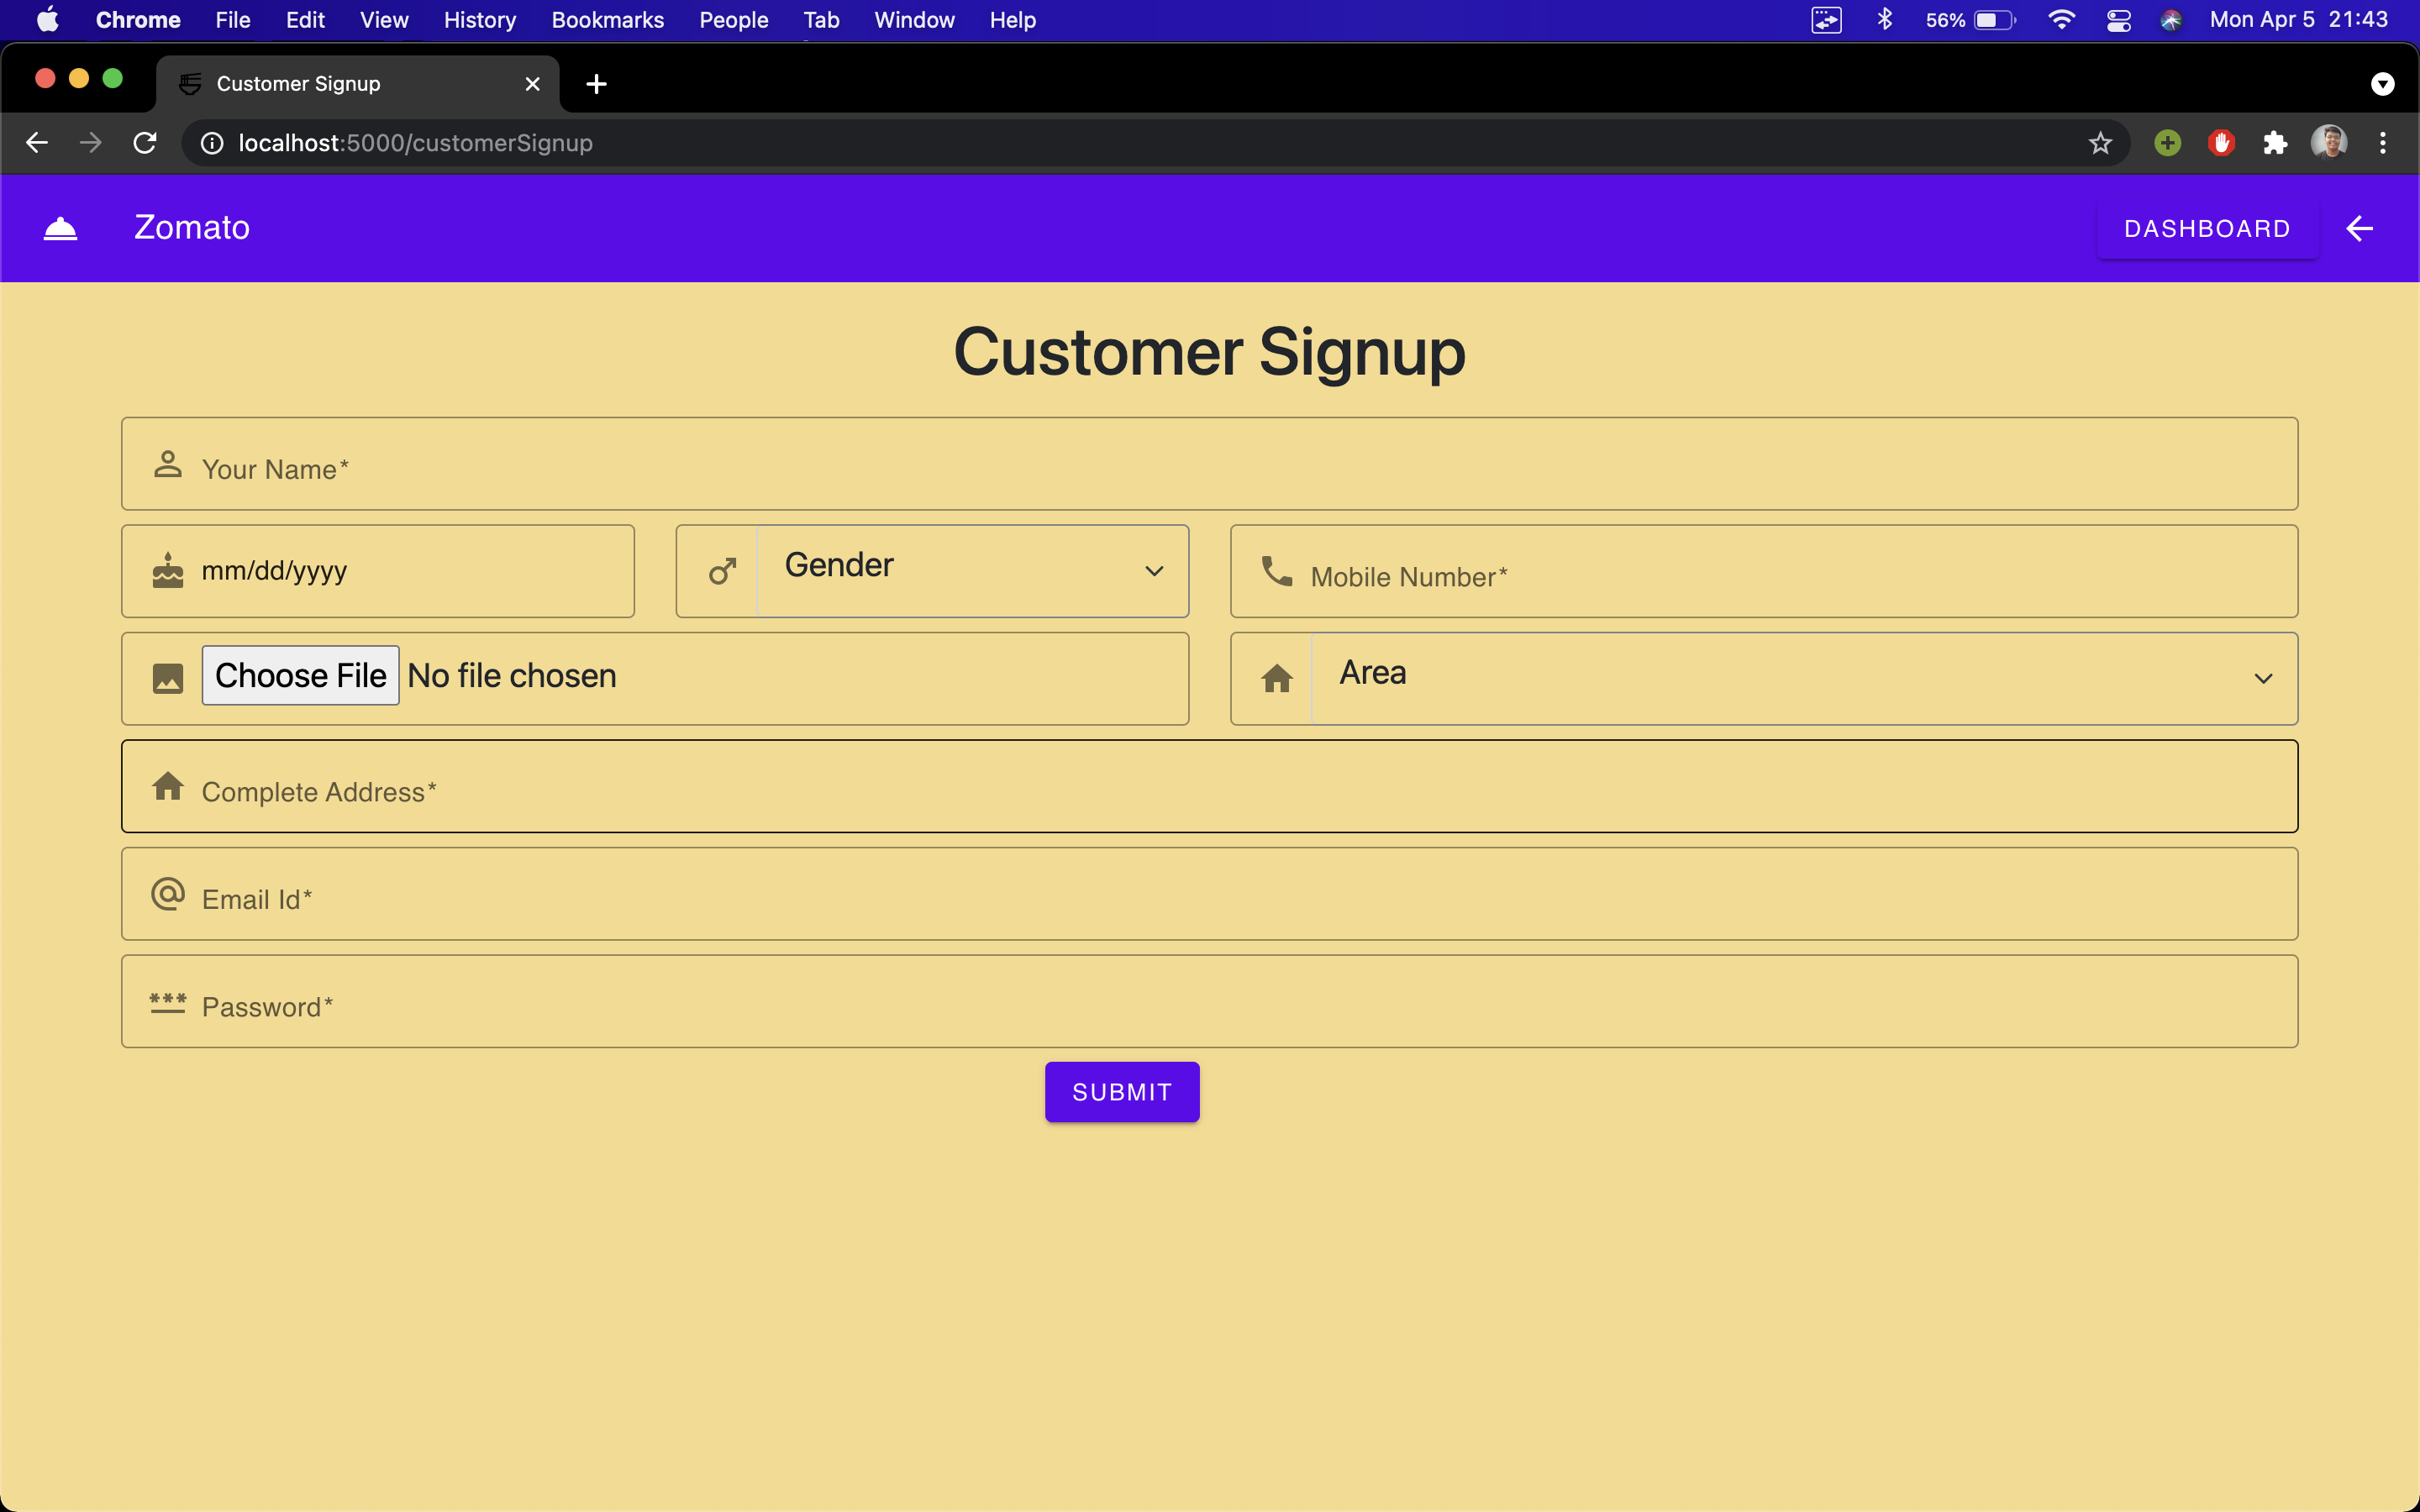 Chrome File Edit View History Bookmarks People Tab Window Help 56% Mon Apr 5 21:43
Customer Signup
localhost:5000/customerSignup
Zomato DASHBOARD
Customer Signup
Your Name*
mm/dd/yyyy Gender Mobile Number*
Choose File No file chosen Area
Complete Address*
Email Id*
*** Password*
SUBMIT